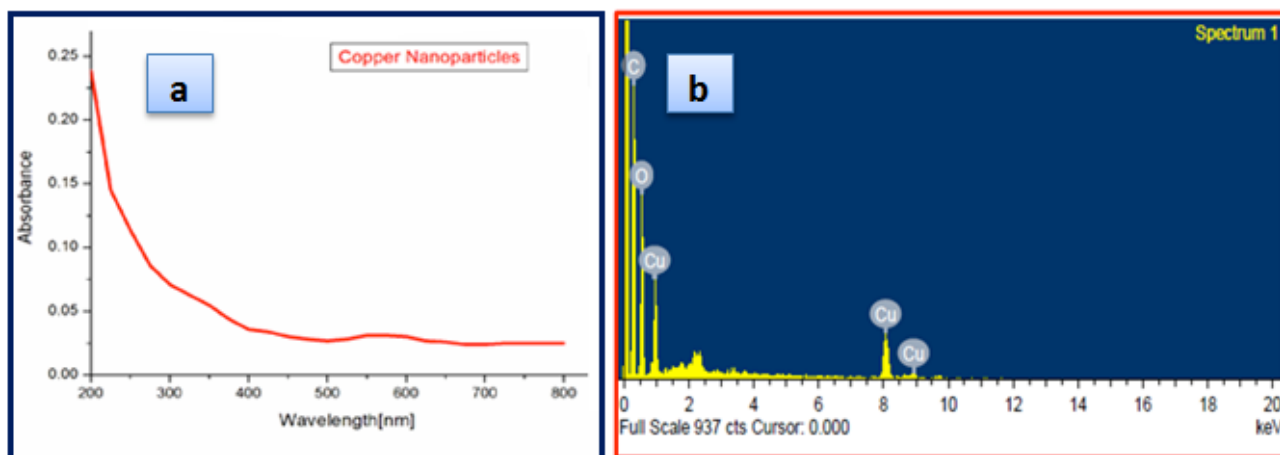 a
Copper Nanoparticles
0.25
0.20
0.15
0.10
0.05
0.00
Absorbance
200 300 400 500 600 700 800
Wavelength[nm]
b
Spectrum 1
C
O
Cu
Cu
Cu
0 2 4 6 8 10 12 14 16 18 20
Full Scale 937 cts Cursor: 0.000 keV